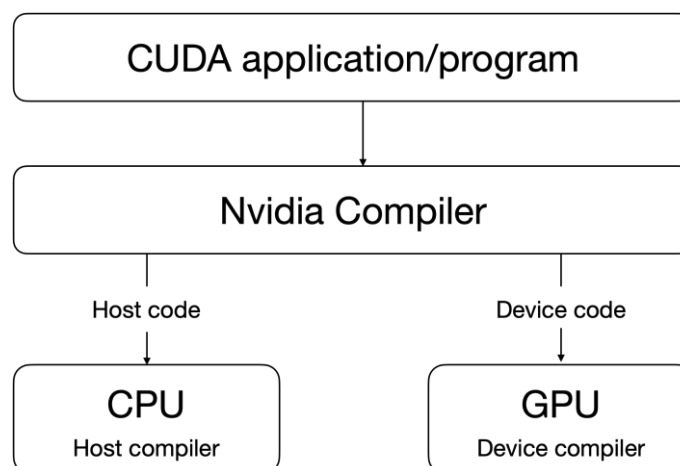 CUDA application/program
Nvidia Compiler
Host code
Device code
CPU
Host compiler
GPU
Device compiler